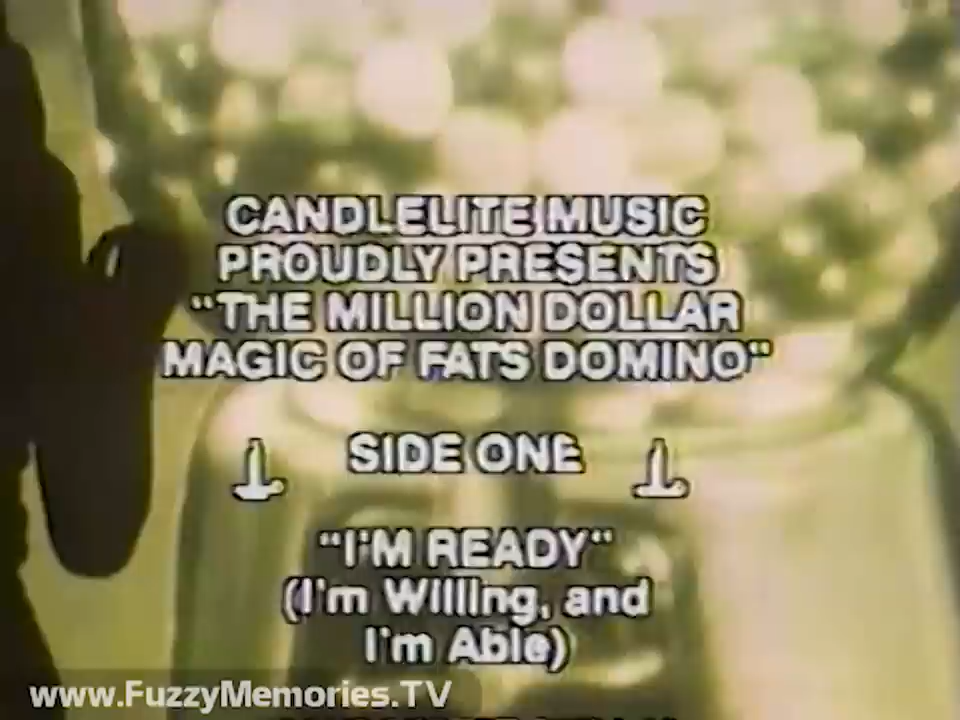 CANDLELITE MUSIC
PROUDLY PRESENTS
"THE MILLION DOLLAR
MAGIC OF FATS DOMINO"
SIDE ONE
"I'M READY"
(I'm Willing, and
I'm Able)
www.FuzzyMemories.TV